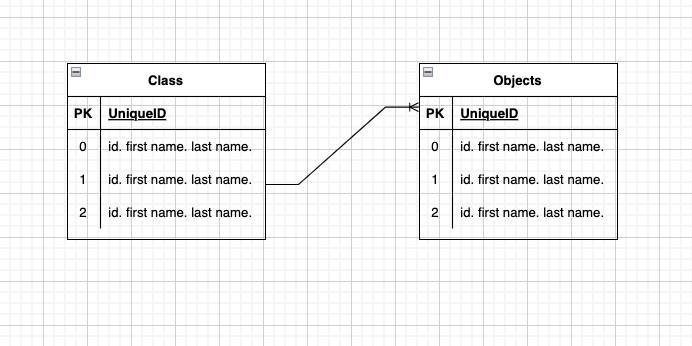 Class
PK UniqueID
0 id. first name. last name.
1 id. first name. last name.
2 id. first name. last name.
Objects
PK UniqueID
0 id. first name. last name.
1 id. first name. last name.
2 id. first name. last name.